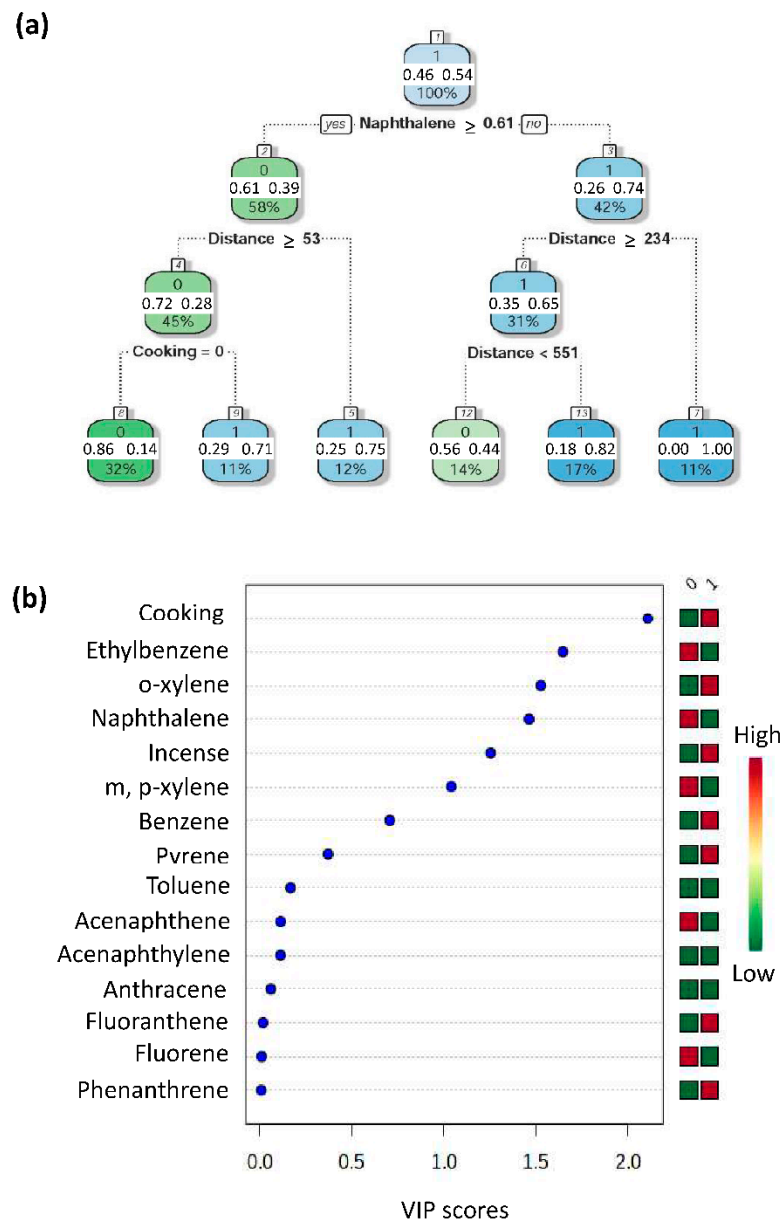 (a)
1
1
0.46 0.54
100%
yes Naphthalene ≥ 0.61 no
2
0
0.61 0.39
58%
3
1
0.26 0.74
42%
Distance ≥ 53
Distance ≥ 234
4
0
0.72 0.28
45%
6
1
0.35 0.65
31%
Cooking = 0
Distance < 551
8
0
0.86 0.14
32%
9
1
0.29 0.71
11%
5
1
0.25 0.75
12%
12
0
0.56 0.44
14%
13
1
0.18 0.82
17%
7
1
0.00 1.00
11%
(b)
0 1
Cooking
Ethylbenzene
o-xylene
Naphthalene
Incense
m, p-xylene
Benzene
Pvrene
Toluene
Acenaphthene
Acenaphthylene
Anthracene
Fluoranthene
Fluorene
Phenanthrene
High
Low
0.0 0.5 1.0 1.5 2.0
VIP scores